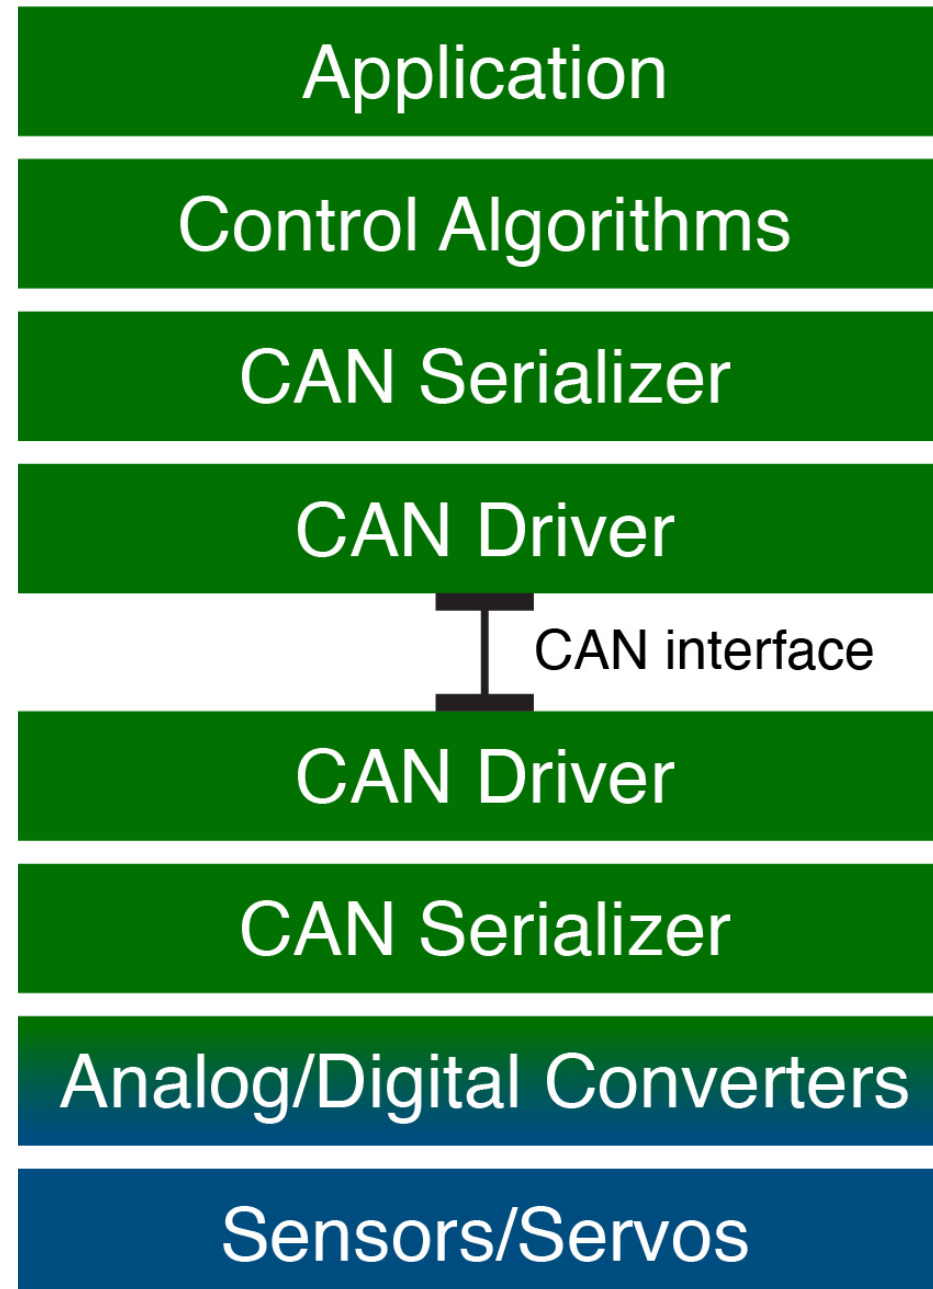 Application
Control Algorithms
CAN Serializer
CAN Driver
CAN interface
CAN Driver
CAN Serializer
Analog/Digital Converters
Sensors/Servos